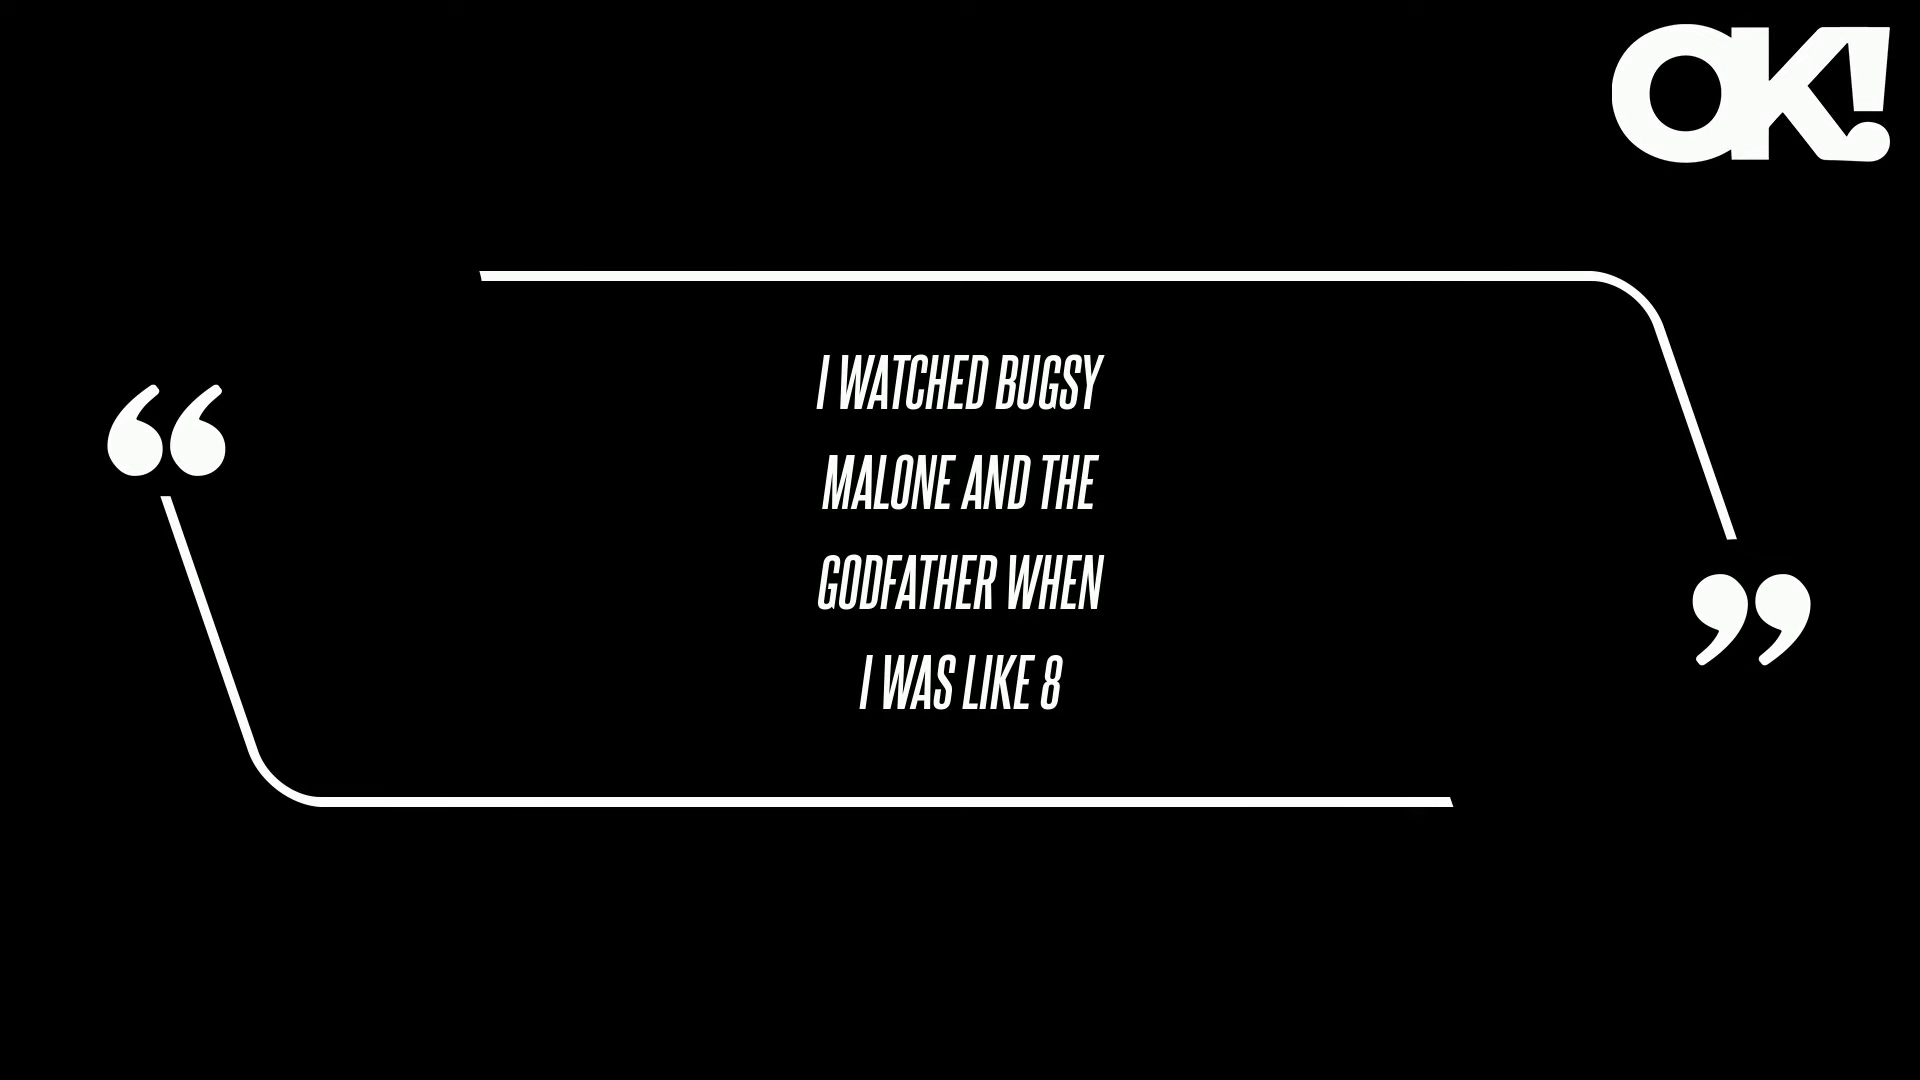 OK!
“
I WATCHED BUGSY
MALONE AND THE
GODFATHER WHEN
I WAS LIKE 8
”